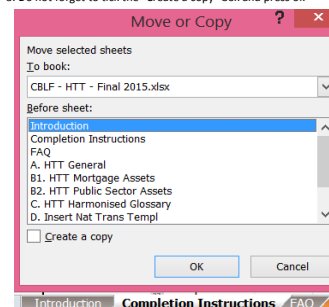 Move or Copy ? ×
Move selected sheets
To book:
CBLF - HTT - Final 2015.xlsx
Before sheet:
Introduction
Completion Instructions
FAQ
A. HTT General
B1. HTT Mortgage Assets
B2. HTT Public Sector Assets
C. HTT Harmonised Glossary
D. Insert Nat Trans Templ
Create a copy
OK Cancel
Introduction Completion Instructions FAQ